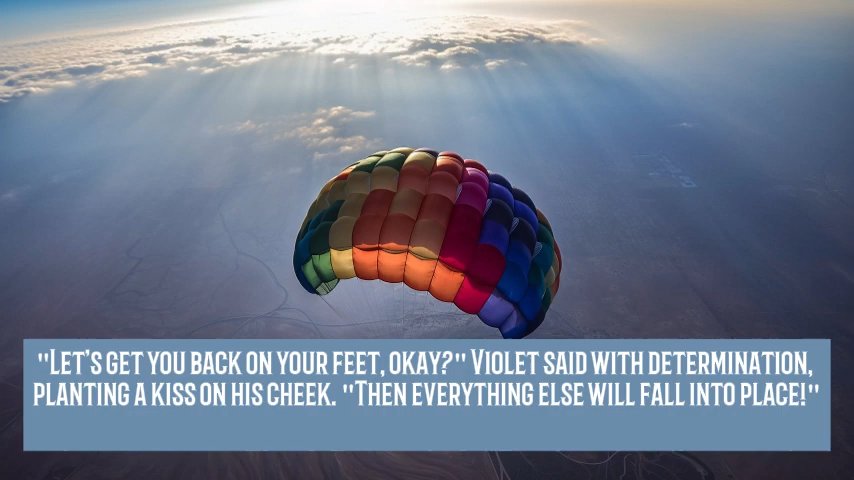 "Let's get you back on your feet, okay?" Violet said with determination,
planting a kiss on his cheek. "Then everything else will fall into place!"